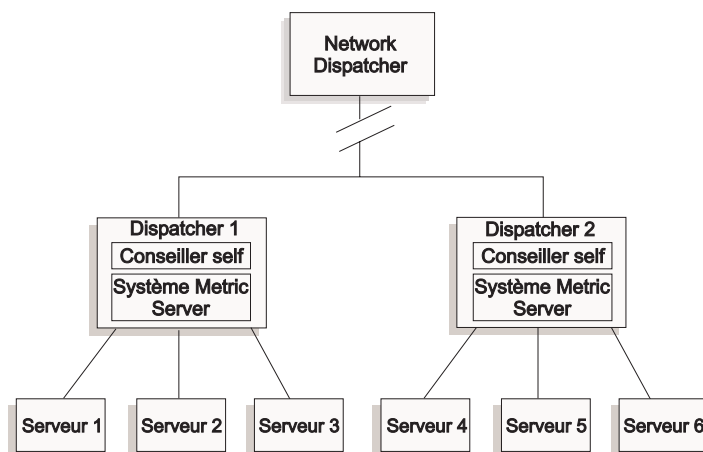 Network
Dispatcher
Dispatcher 1
Conseiller self
Système Metric
Server
Dispatcher 2
Conseiller self
Système Metric
Server
Serveur 1
Serveur 2
Serveur 3
Serveur 4
Serveur 5
Serveur 6